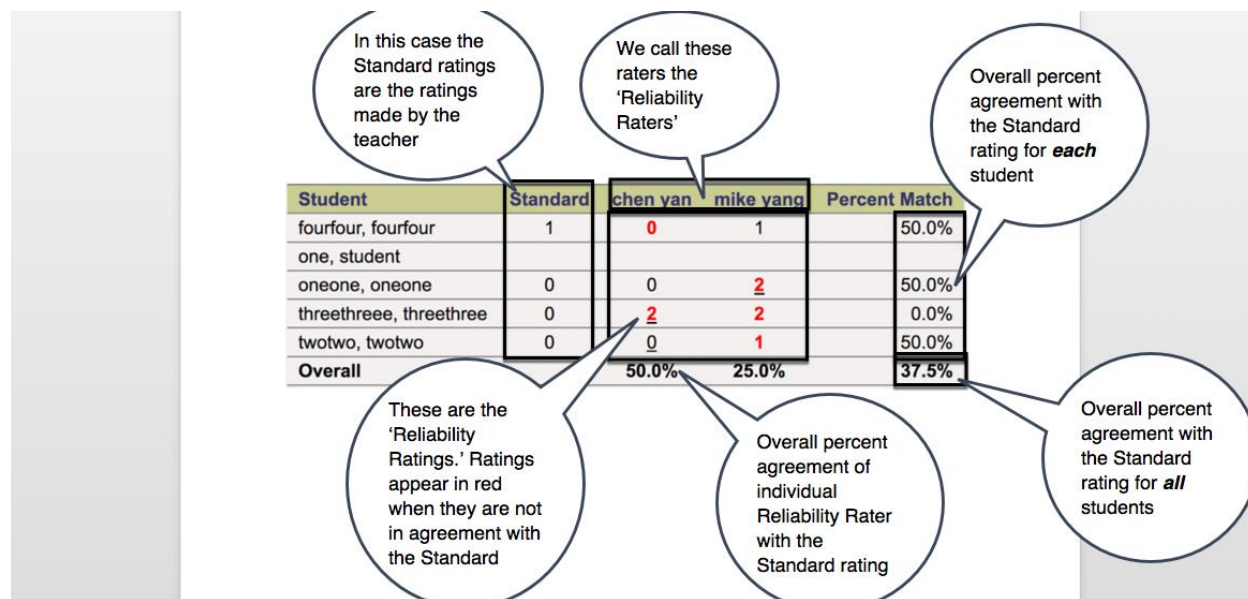 In this case the
Standard ratings
are the ratings
made by the
teacher
We call these
raters the
‘Reliability
Raters’
Overall percent
agreement with
the Standard
rating for each
student
Student Standard chen yan mike yang Percent Match
fourfour, fourfour 1 0 1 50.0%
one, student
oneone, oneone 0 0 2 50.0%
threethreee, threethree 0 2 2 0.0%
twotwo, twotwo 0 0 1 50.0%
Overall 50.0% 25.0% 37.5%
These are the
‘Reliability
Ratings.’ Ratings
appear in red
when they are not
in agreement with
the Standard
Overall percent
agreement of
individual
Reliability Rater
with the
Standard rating
Overall percent
agreement with
the Standard
rating for all
students